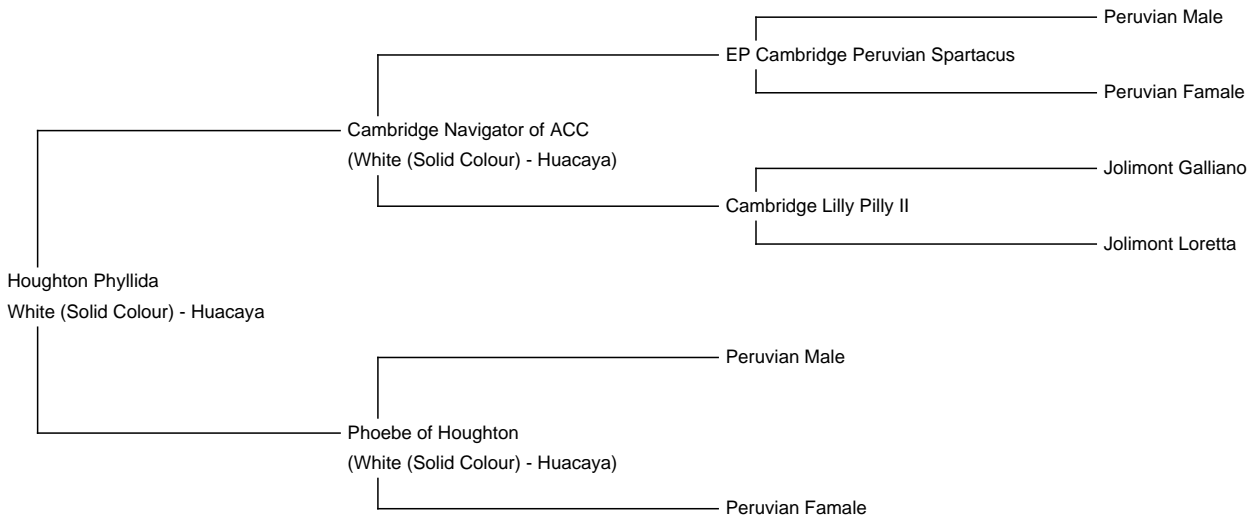 Peruvian Male
EP Cambridge Peruvian Spartacus
Peruvian Famale
Cambridge Navigator of ACC
(White (Solid Colour) - Huacaya)
Jolimont Galliano
Cambridge Lilly Pilly II
Jolimont Loretta
Houghton Phyllida
White (Solid Colour) - Huacaya
Peruvian Male
Phoebe of Houghton
(White (Solid Colour) - Huacaya)
Peruvian Famale